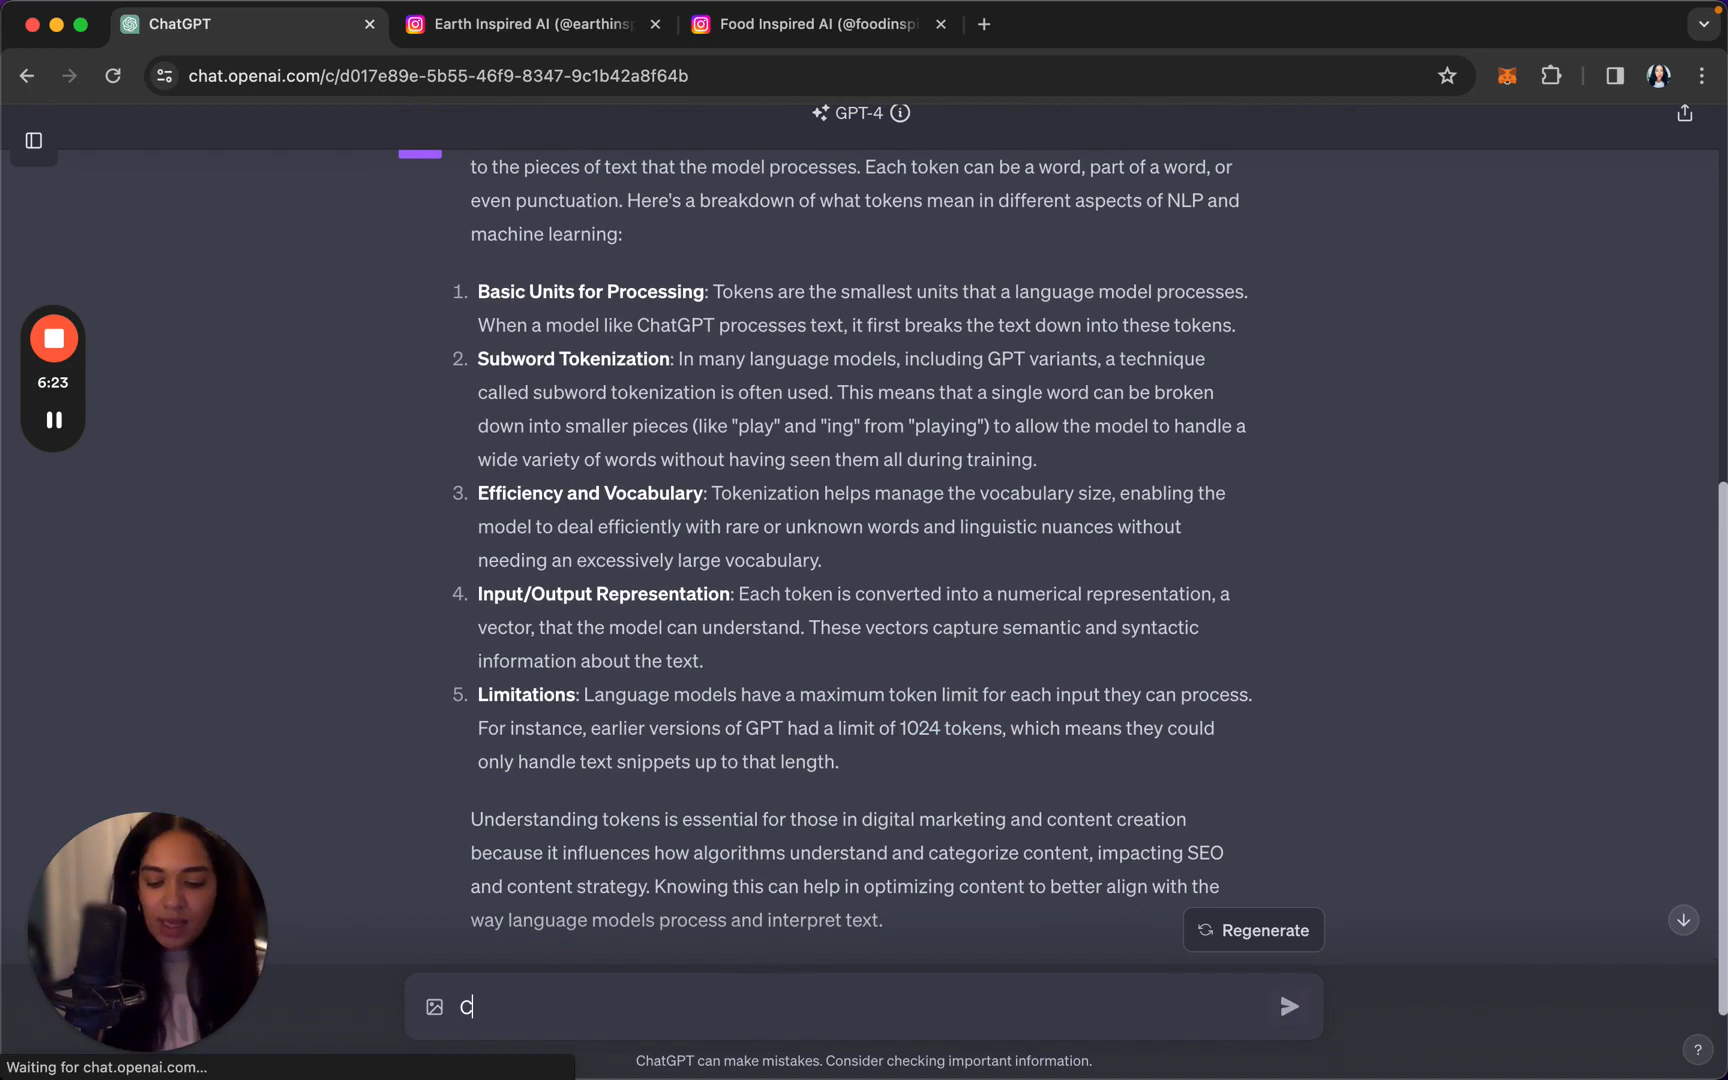 ChatGPT
Earth Inspired AI (@earthinsp
Food Inspired AI (@foodinspi
chat.openai.com/c/d017e89e-5b55-46f9-8347-9c1b42a8f64b
GPT-4
to the pieces of text that the model processes. Each token can be a word, part of a word, or
even punctuation. Here's a breakdown of what tokens mean in different aspects of NLP and
machine learning:
1. Basic Units for Processing: Tokens are the smallest units that a language model processes.
When a model like ChatGPT processes text, it first breaks the text down into these tokens.
2. Subword Tokenization: In many language models, including GPT variants, a technique
called subword tokenization is often used. This means that a single word can be broken
down into smaller pieces (like "play" and "ing" from "playing") to allow the model to handle a
wide variety of words without having seen them all during training.
3. Efficiency and Vocabulary: Tokenization helps manage the vocabulary size, enabling the
model to deal efficiently with rare or unknown words and linguistic nuances without
needing an excessively large vocabulary.
4. Input/Output Representation: Each token is converted into a numerical representation, a
vector, that the model can understand. These vectors capture semantic and syntactic
information about the text.
5. Limitations: Language models have a maximum token limit for each input they can process.
For instance, earlier versions of GPT had a limit of 1024 tokens, which means they could
only handle text snippets up to that length.
Understanding tokens is essential for those in digital marketing and content creation
because it influences how algorithms understand and categorize content, impacting SEO
and content strategy. Knowing this can help in optimizing content to better align with the
way language models process and interpret text.
6:23
Regenerate
C
ChatGPT can make mistakes. Consider checking important information.
?
Waiting for chat.openai.com...